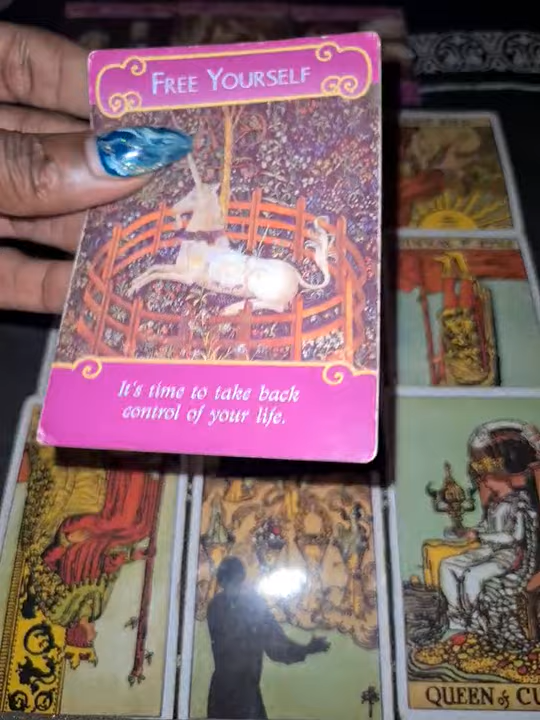 FREE YOURSELF
It's time to take back
control of your life.
QUEEN of CU